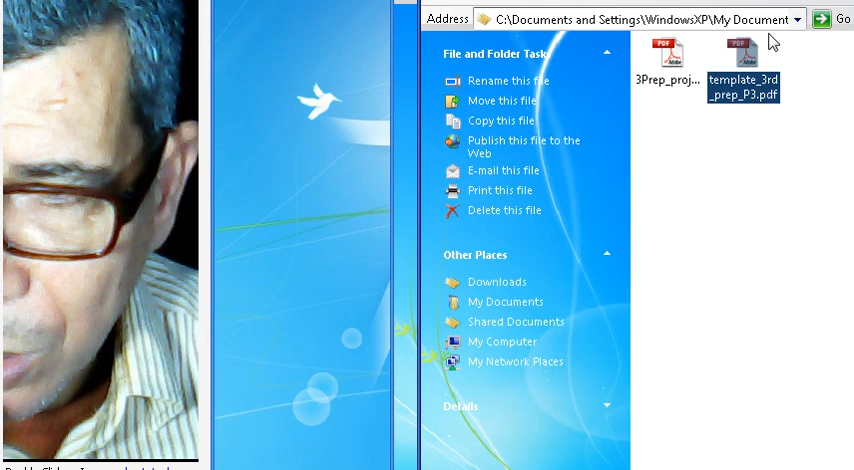 Address C:\Documents and Settings\WindowsXP\My Document Go
File and Folder Tasks
Rename this file
Move this file
Copy this file
Publish this file to the
Web
E-mail this file
Print this file
Delete this file
Other Places
Downloads
My Documents
Shared Documents
My Computer
My Network Places
Details
PDF
Adobe
3Prep_proj...
PDF
Adobe
template_3rd
_prep_P3.pdf